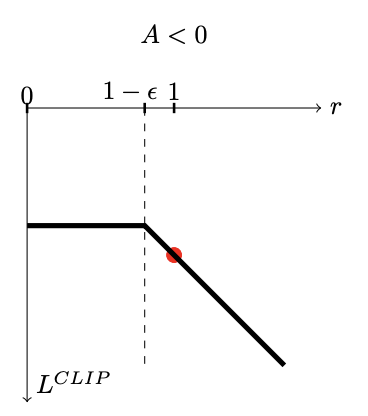 A < 0
0 1 − ϵ 1 r
L^{CLIP}